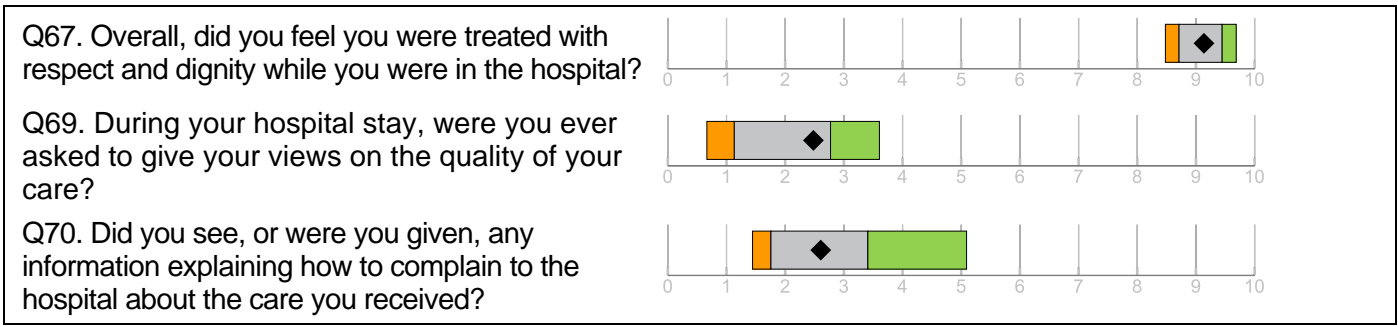 Q67. Overall, did you feel you were treated with
respect and dignity while you were in the hospital?
0 1 2 3 4 5 6 7 8 9 10
Q69. During your hospital stay, were you ever
asked to give your views on the quality of your
care?
0 1 2 3 4 5 6 7 8 9 10
Q70. Did you see, or were you given, any
information explaining how to complain to the
hospital about the care you received?
0 1 2 3 4 5 6 7 8 9 10